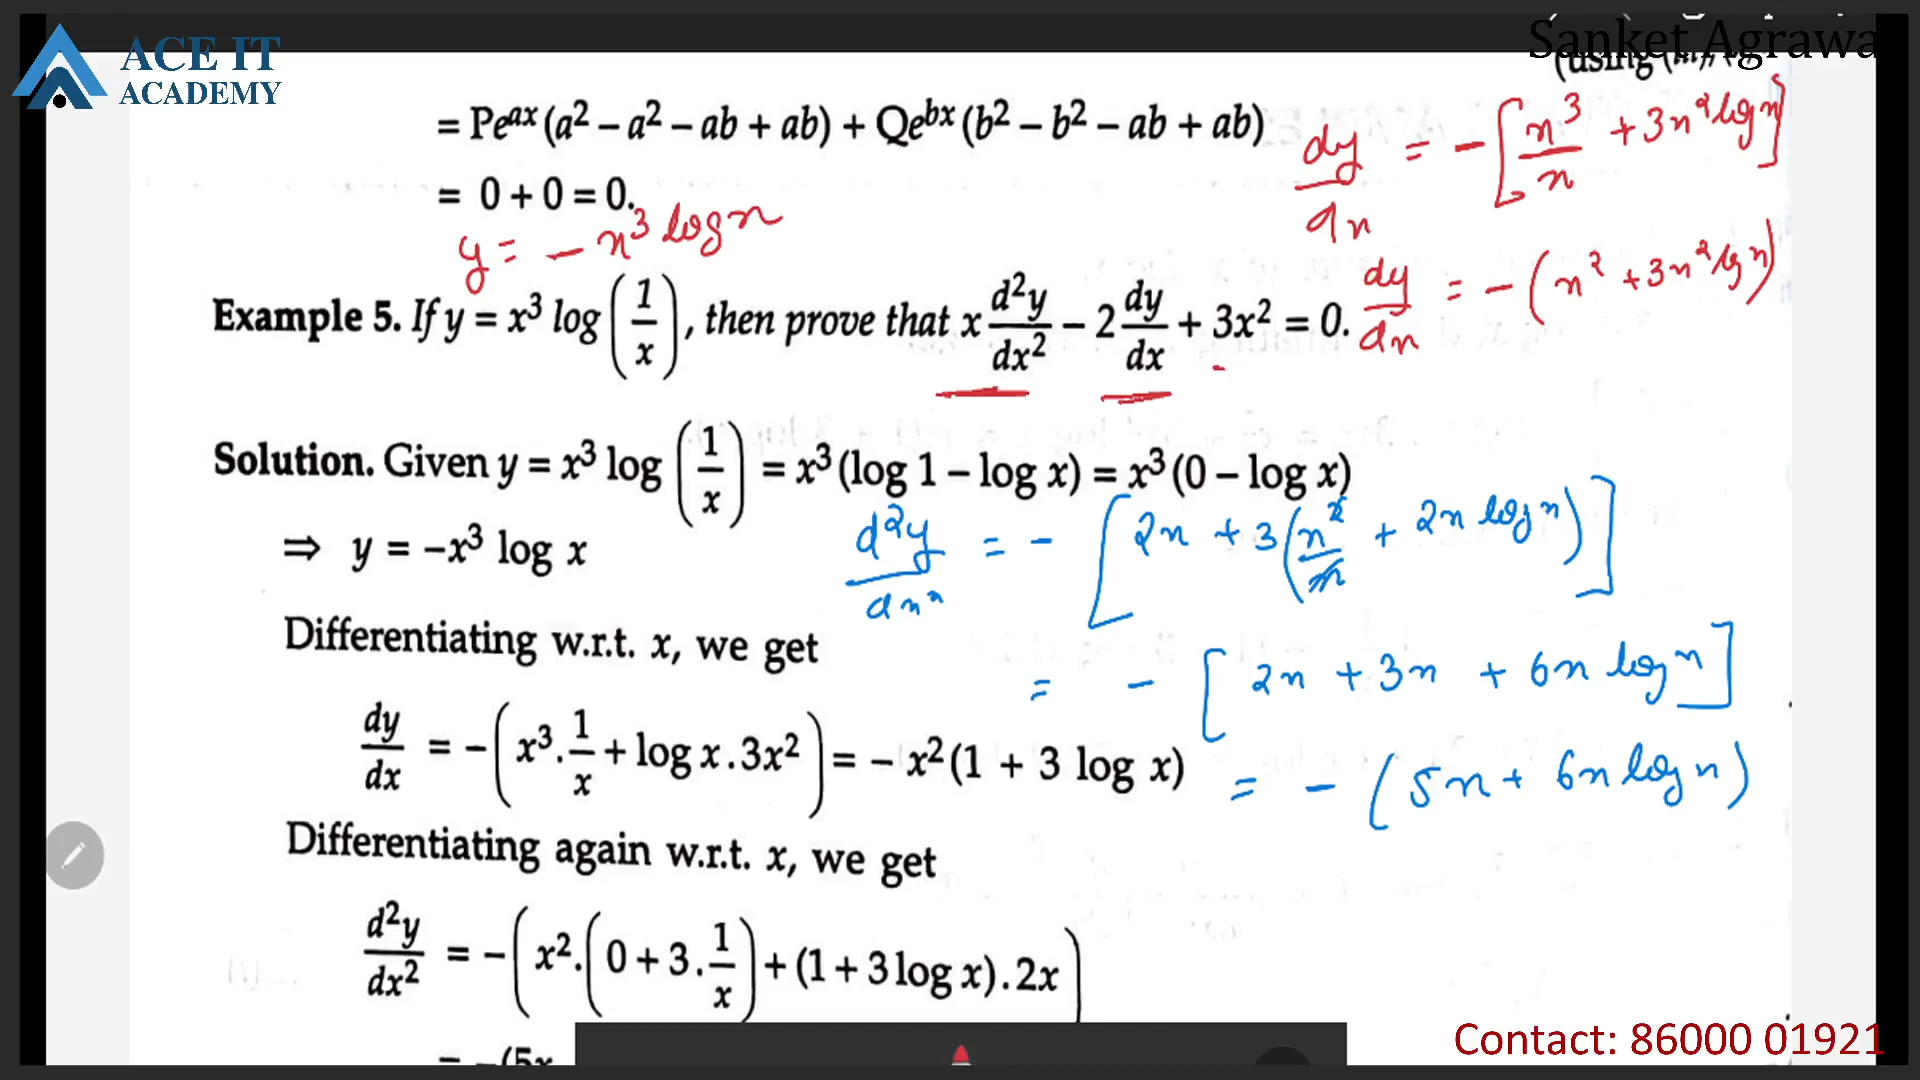 ACE IT
ACADEMY
Sanket Agrawa
(using
= Pe^{ax} (a² – a² – ab + ab) + Qe^{bx} (b² – b² – ab + ab)
= 0 + 0 = 0.
dy/dx = - [x³/x + 3x² log x]
y = - x³ log x
dy/dx = - (x² + 3x² log x)
Example 5. If y = x³ log (1/x), then prove that x d²y/dx² – 2 dy/dx + 3x² = 0.
Solution. Given y = x³ log (1/x) = x³ (log 1 – log x) = x³ (0 – log x)
⇒ y = –x³ log x
d²y/dx² = - [2x + 3(x²/x + 2x log x)]
Differentiating w.r.t. x, we get
= - [2x + 3x + 6x log x]
dy/dx = –(x³ . 1/x + log x . 3x²) = – x² (1 + 3 log x)
= - (5x + 6x log x)
Differentiating again w.r.t. x, we get
d²y/dx² = –(x² . (0 + 3 . 1/x) + (1 + 3 log x) . 2x)
= –(5x
Contact: 86000 01921